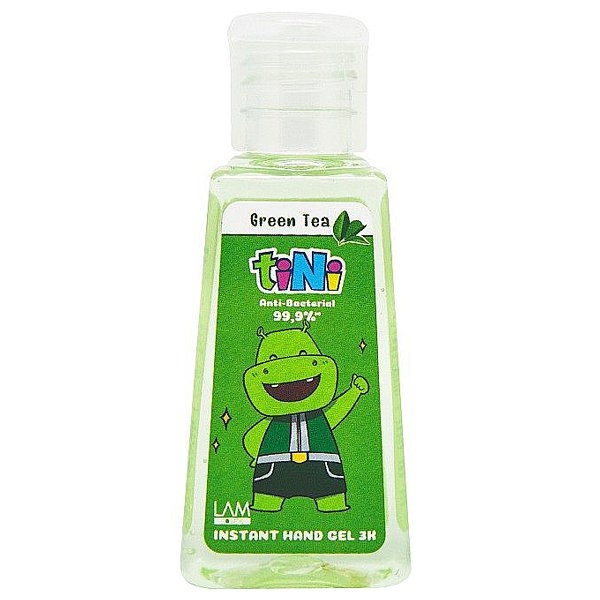 Green Tea
tiNi
Anti-Bacterial
99,9%
LAM
INSTANT HAND GEL 3K